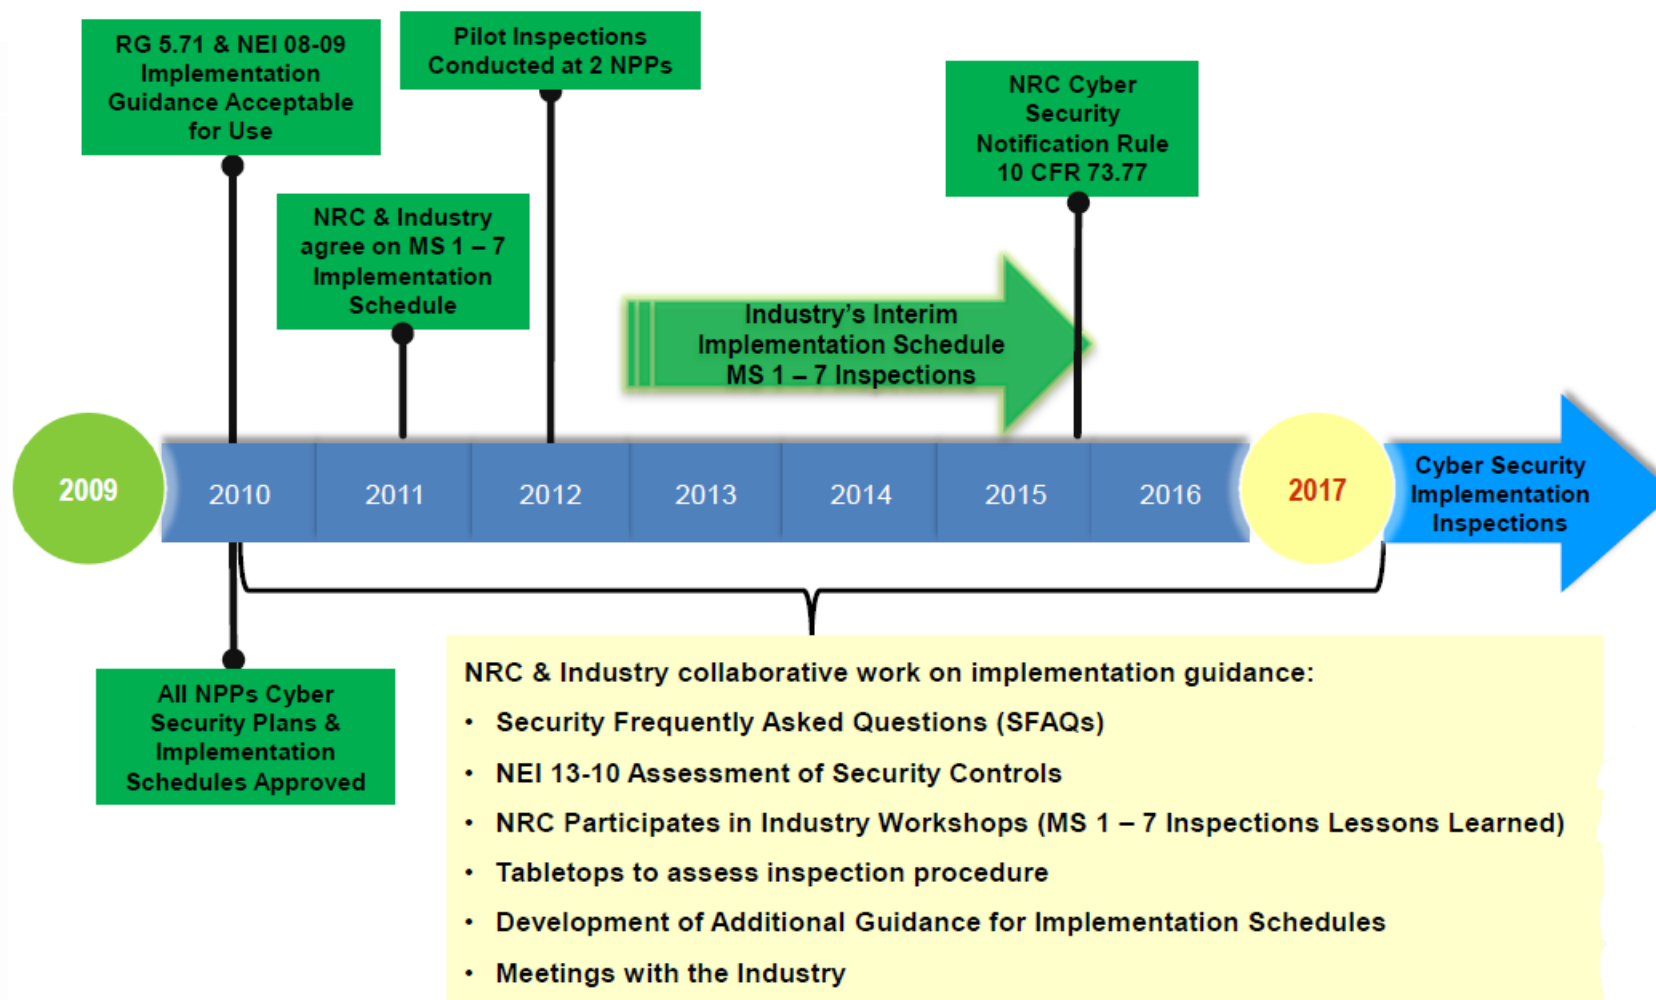 RG 5.71 & NEI 08-09
Implementation
Guidance Acceptable
for Use
Pilot Inspections
Conducted at 2 NPPs
NRC Cyber
Security
Notification Rule
10 CFR 73.77
NRC & Industry
agree on MS 1 – 7
Implementation
Schedule
Industry’s Interim
Implementation Schedule
MS 1 – 7 Inspections
2009
2010
2011
2012
2013
2014
2015
2016
2017
Cyber Security
Implementation
Inspections
All NPPs Cyber
Security Plans &
Implementation
Schedules Approved
NRC & Industry collaborative work on implementation guidance:
• Security Frequently Asked Questions (SFAQs)
• NEI 13-10 Assessment of Security Controls
• NRC Participates in Industry Workshops (MS 1 – 7 Inspections Lessons Learned)
• Tabletops to assess inspection procedure
• Development of Additional Guidance for Implementation Schedules
• Meetings with the Industry